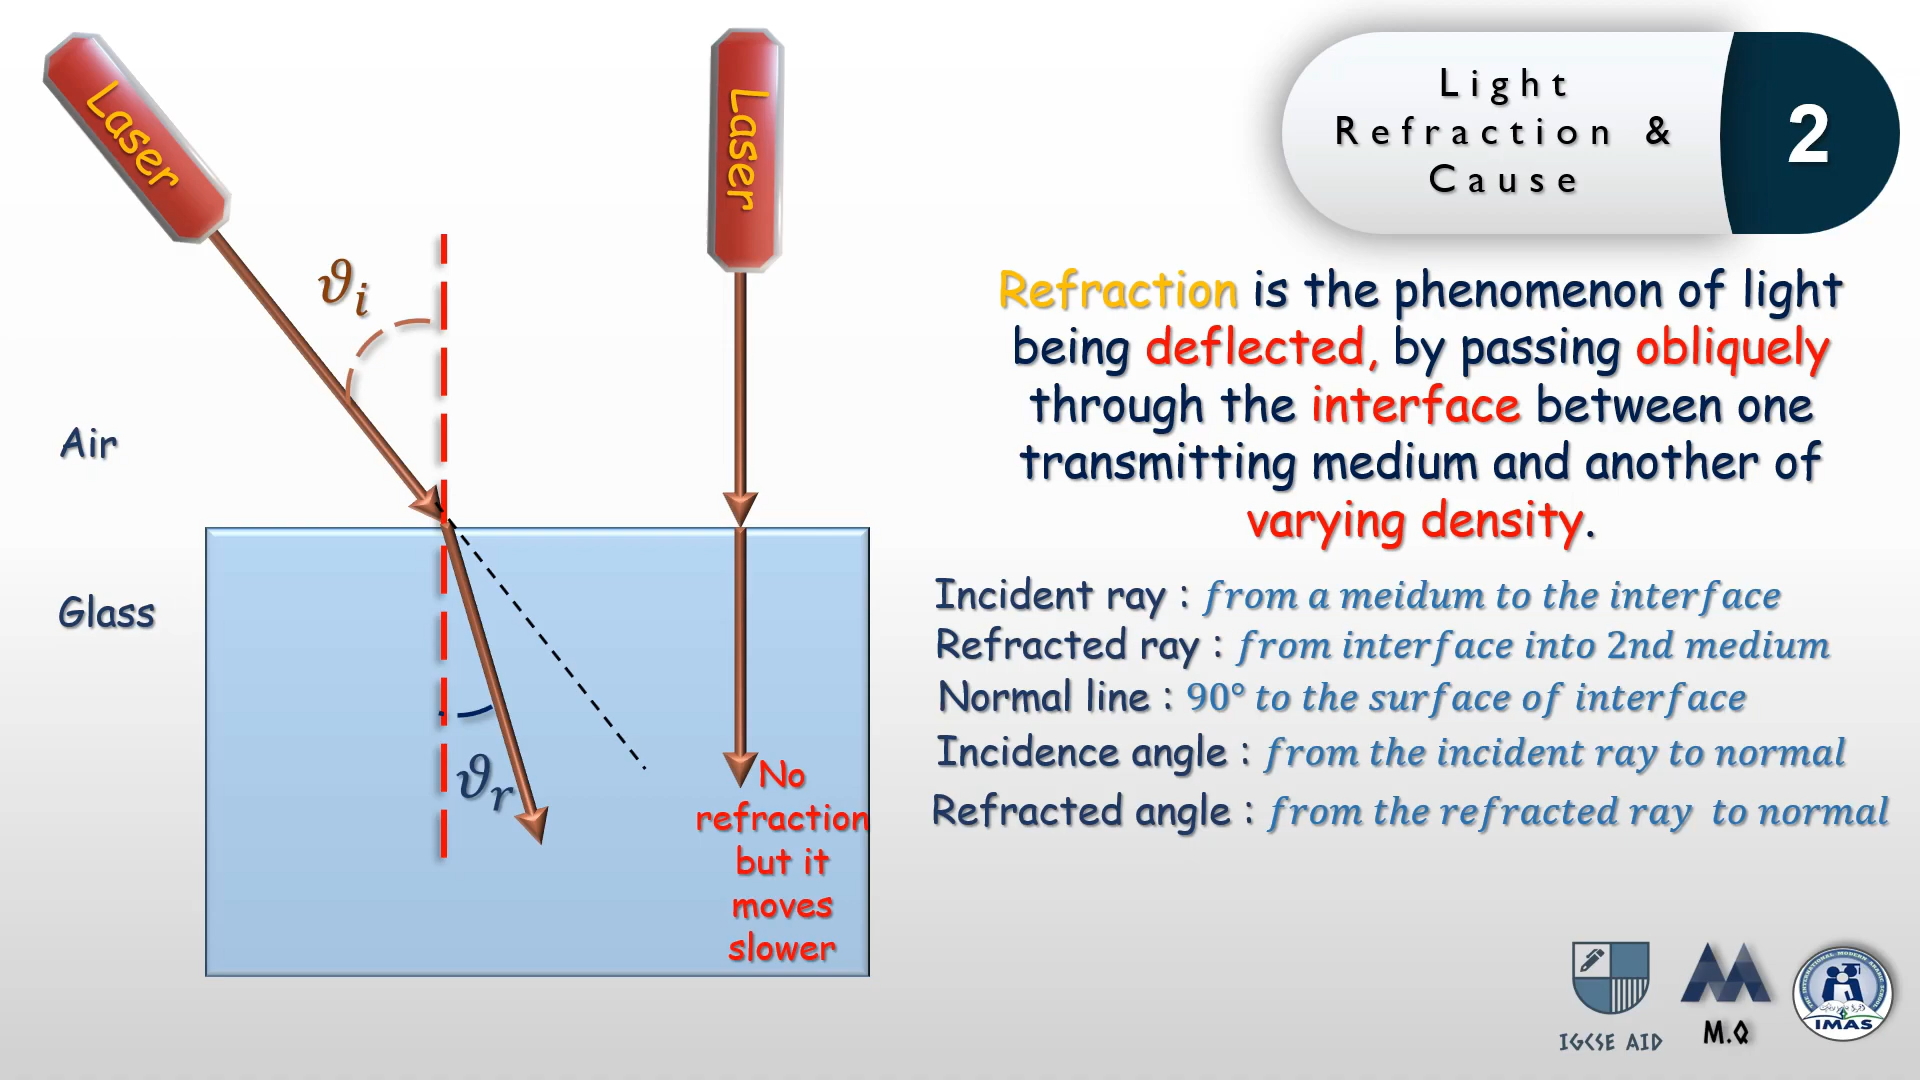 Laser
Laser
Light
Refraction &
Cause
2
ϑi
Refraction is the phenomenon of light
being deflected, by passing obliquely
through the interface between one
transmitting medium and another of
varying density.
Air
Glass
Incident ray : from a meidum to the interface
Refracted ray : from interface into 2nd medium
Normal line : 90° to the surface of interface
Incidence angle : from the incident ray to normal
Refracted angle : from the refracted ray to normal
ϑr
No
refraction
but it
moves
slower
IGCSE AID
M.Q
IMAS